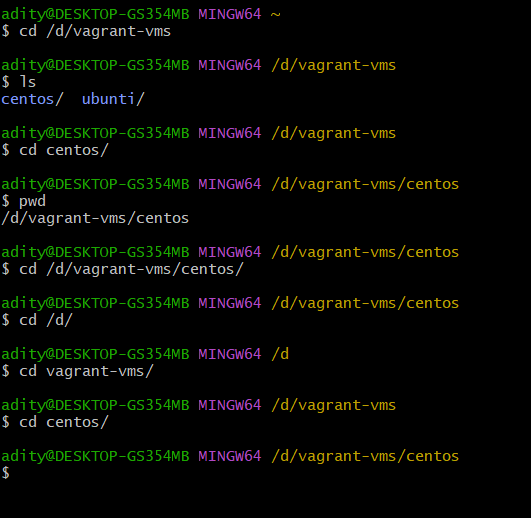 adity@DESKTOP-GS354MB MINGW64 ~
$ cd /d/vagrant-vms
adity@DESKTOP-GS354MB MINGW64 /d/vagrant-vms
$ ls
centos/  ubunti/
adity@DESKTOP-GS354MB MINGW64 /d/vagrant-vms
$ cd centos/
adity@DESKTOP-GS354MB MINGW64 /d/vagrant-vms/centos
$ pwd
/d/vagrant-vms/centos
adity@DESKTOP-GS354MB MINGW64 /d/vagrant-vms/centos
$ cd /d/vagrant-vms/centos/
adity@DESKTOP-GS354MB MINGW64 /d/vagrant-vms/centos
$ cd /d/
adity@DESKTOP-GS354MB MINGW64 /d
$ cd vagrant-vms/
adity@DESKTOP-GS354MB MINGW64 /d/vagrant-vms
$ cd centos/
adity@DESKTOP-GS354MB MINGW64 /d/vagrant-vms/centos
$